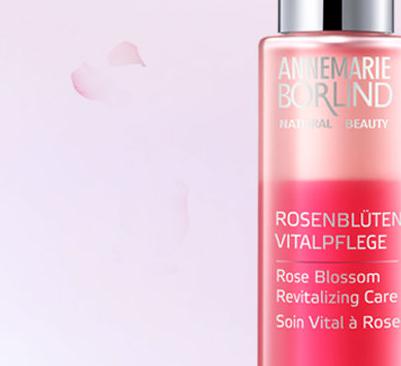 ANNEMARIE
BÖRLIND
NATURAL BEAUTY
ROSENBLÜTEN
VITALPFLEGE
Rose Blossom
Revitalizing Care
Soin Vital à Rose